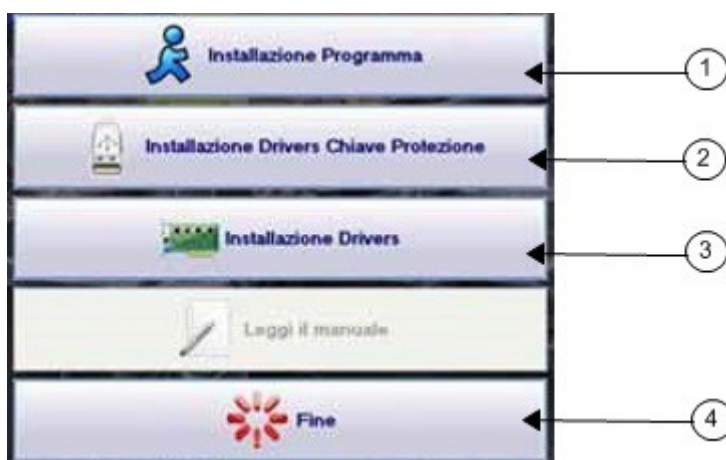 Installazione Programma
1
Installazione Drivers Chiave Protezione
2
Installazione Drivers
3
Leggi il manuale
Fine
4